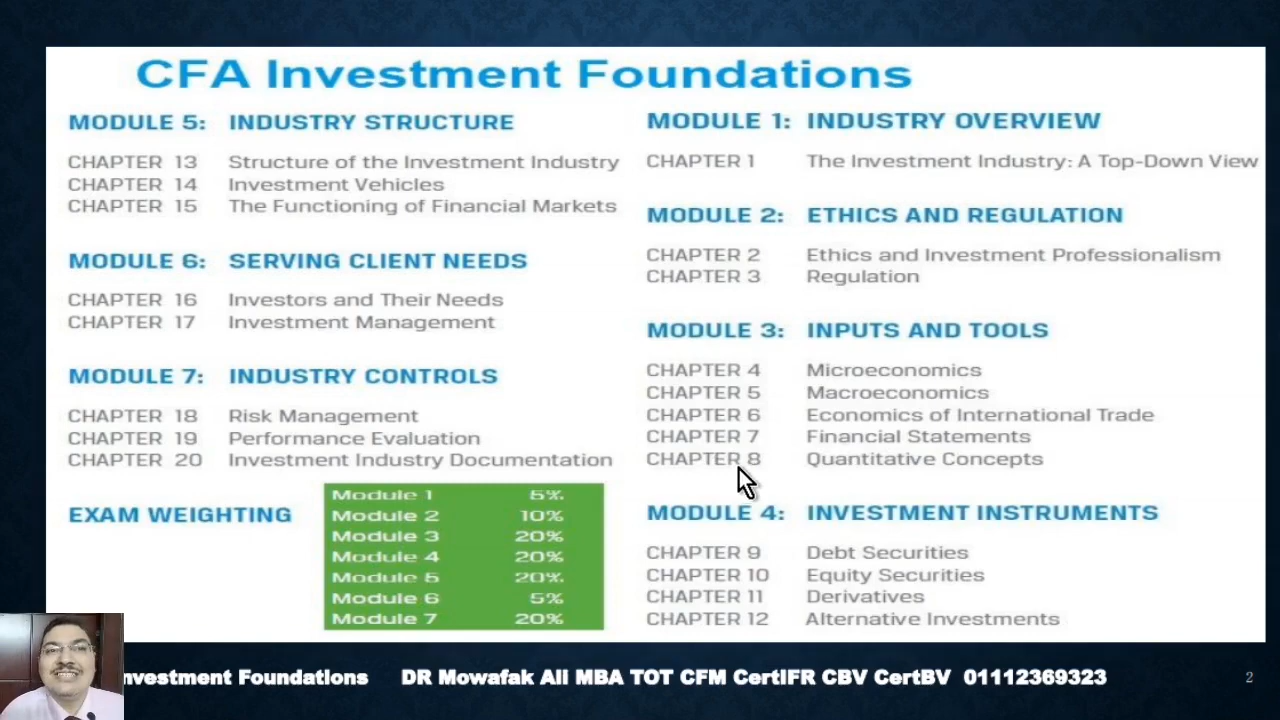 CFA Investment Foundations
MODULE 5: INDUSTRY STRUCTURE
CHAPTER 13 Structure of the Investment Industry
CHAPTER 14 Investment Vehicles
CHAPTER 15 The Functioning of Financial Markets
MODULE 6: SERVING CLIENT NEEDS
CHAPTER 16 Investors and Their Needs
CHAPTER 17 Investment Management
MODULE 7: INDUSTRY CONTROLS
CHAPTER 18 Risk Management
CHAPTER 19 Performance Evaluation
CHAPTER 20 Investment Industry Documentation
EXAM WEIGHTING
Module 1 5%
Module 2 10%
Module 3 20%
Module 4 20%
Module 5 20%
Module 6 5%
Module 7 20%
MODULE 1: INDUSTRY OVERVIEW
CHAPTER 1 The Investment Industry: A Top-Down View
MODULE 2: ETHICS AND REGULATION
CHAPTER 2 Ethics and Investment Professionalism
CHAPTER 3 Regulation
MODULE 3: INPUTS AND TOOLS
CHAPTER 4 Microeconomics
CHAPTER 5 Macroeconomics
CHAPTER 6 Economics of International Trade
CHAPTER 7 Financial Statements
CHAPTER 8 Quantitative Concepts
MODULE 4: INVESTMENT INSTRUMENTS
CHAPTER 9 Debt Securities
CHAPTER 10 Equity Securities
CHAPTER 11 Derivatives
CHAPTER 12 Alternative Investments
nvestment Foundations DR Mowafak Ali MBA TOT CFM CertIFR CBV CertBV 01112369323
2